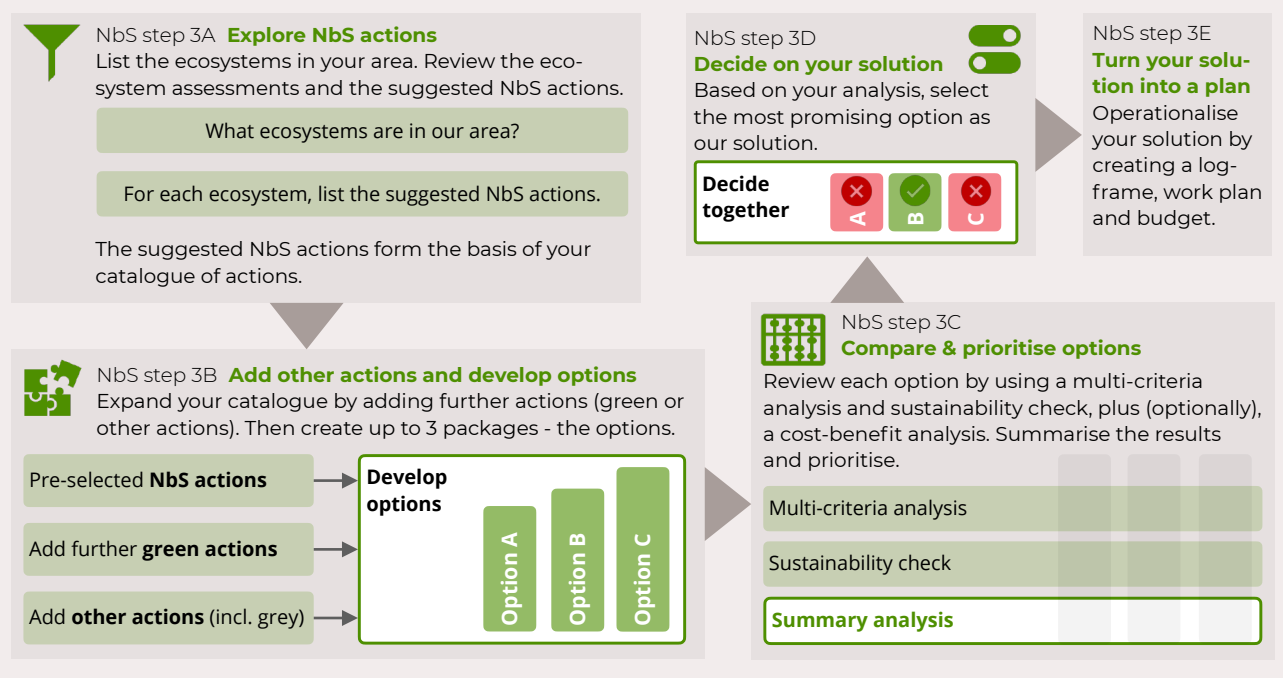 NbS step 3A Explore NbS actions
List the ecosystems in your area. Review the eco-
system assessments and the suggested NbS actions.
What ecosystems are in our area?
For each ecosystem, list the suggested NbS actions.
The suggested NbS actions form the basis of your
catalogue of actions.
NbS step 3B Add other actions and develop options
Expand your catalogue by adding further actions (green or
other actions). Then create up to 3 packages - the options.
Pre-selected NbS actions
Add further green actions
Add other actions (incl. grey)
Develop
options
Option A
Option B
Option C
NbS step 3C
Compare & prioritise options
Review each option by using a multi-criteria
analysis and sustainability check, plus (optionally),
a cost-benefit analysis. Summarise the results
and prioritise.
Multi-criteria analysis
Sustainability check
Summary analysis
NbS step 3D
Decide on your solution
Based on your analysis, select
the most promising option as
our solution.
Decide
together
A
B
C
NbS step 3E
Turn your solu-
tion into a plan
Operationalise
your solution by
creating a log-
frame, work plan
and budget.